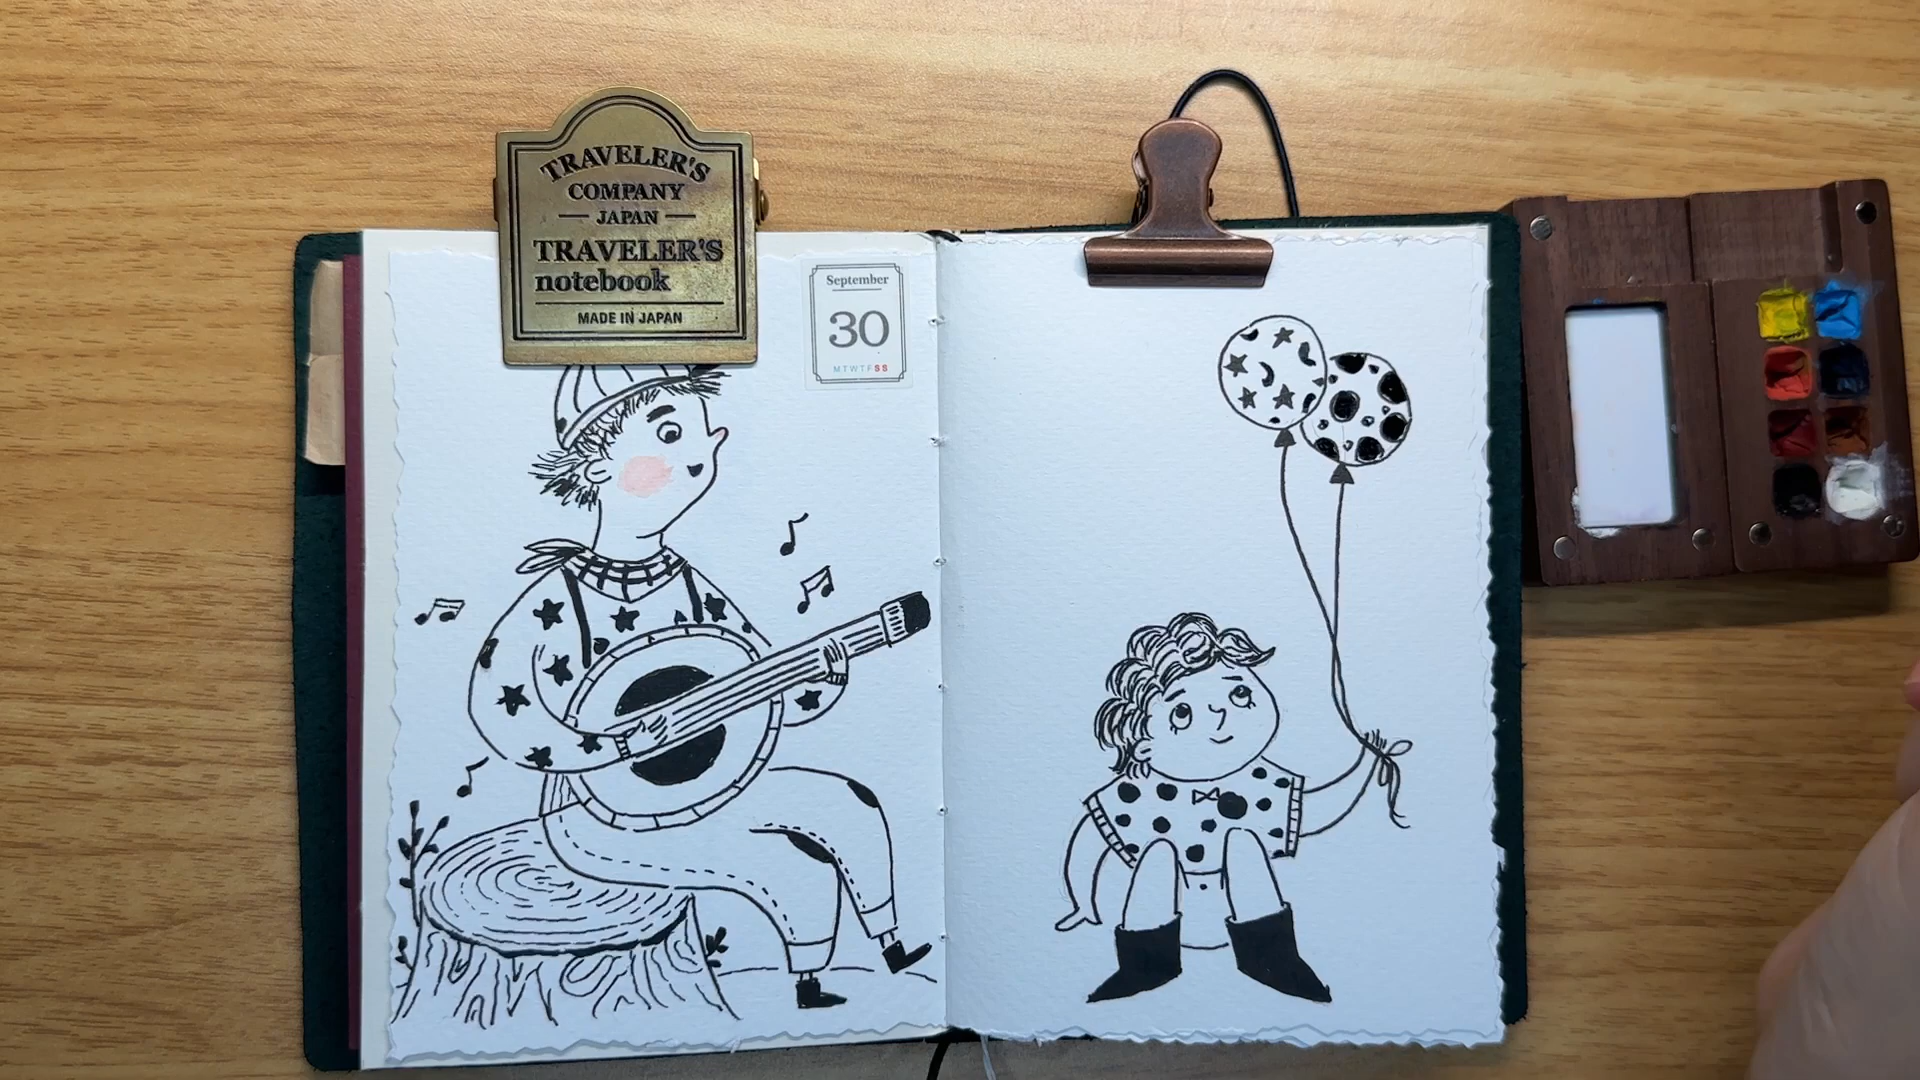 TRAVELER'S
COMPANY
JAPAN
TRAVELER'S
notebook
MADE IN JAPAN
September
30
MTWTFSS